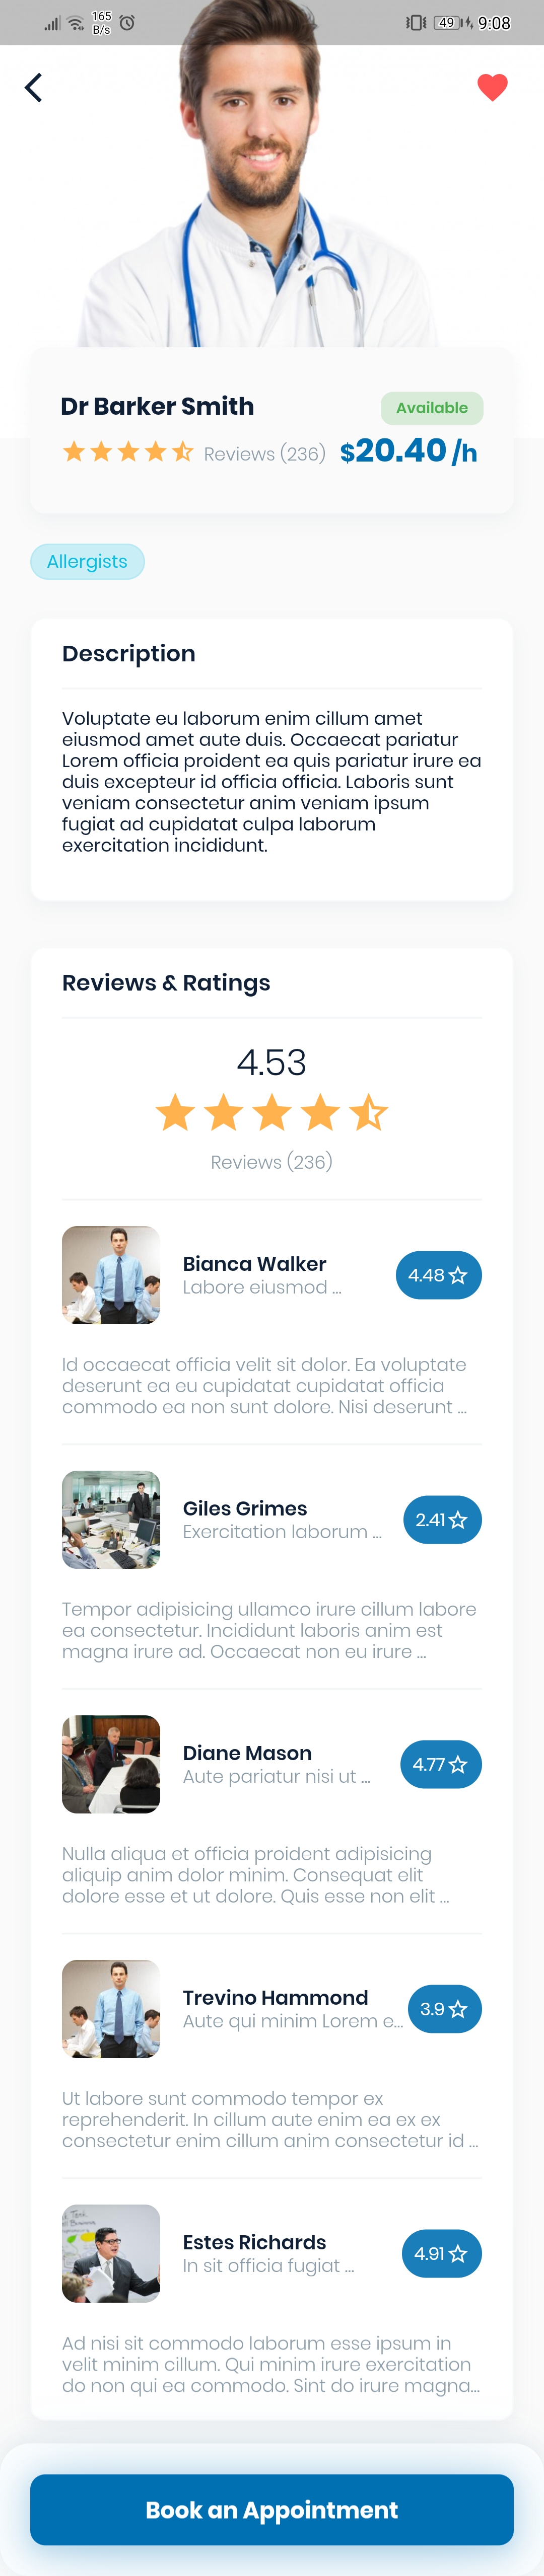 165
B/s
49
9:08
Dr Barker Smith
Available
Reviews (236)
$20.40 /h
Allergists
Description
Voluptate eu laborum enim cillum amet
eiusmod amet aute duis. Occaecat pariatur
Lorem officia proident ea quis pariatur irure ea
duis excepteur id officia officia. Laboris sunt
veniam consectetur anim veniam ipsum
fugiat ad cupidatat culpa laborum
exercitation incididunt.
Reviews & Ratings
4.53
Reviews (236)
Bianca Walker
Labore eiusmod ...
4.48
Id occaecat officia velit sit dolor. Ea voluptate
deserunt ea eu cupidatat cupidatat officia
commodo ea non sunt dolore. Nisi deserunt ...
Giles Grimes
Exercitation laborum ...
2.41
Tempor adipisicing ullamco irure cillum labore
ea consectetur. Incididunt laboris anim est
magna irure ad. Occaecat non eu irure ...
Diane Mason
Aute pariatur nisi ut ...
4.77
Nulla aliqua et officia proident adipisicing
aliquip anim dolor minim. Consequat elit
dolore esse et ut dolore. Quis esse non elit ...
Trevino Hammond
Aute qui minim Lorem e...
3.9
Ut labore sunt commodo tempor ex
reprehenderit. In cillum aute enim ea ex ex
consectetur enim cillum anim consectetur id ...
Estes Richards
In sit officia fugiat ...
4.91
Ad nisi sit commodo laborum esse ipsum in
velit minim cillum. Qui minim irure exercitation
do non qui ea commodo. Sint do irure magna...
Book an Appointment